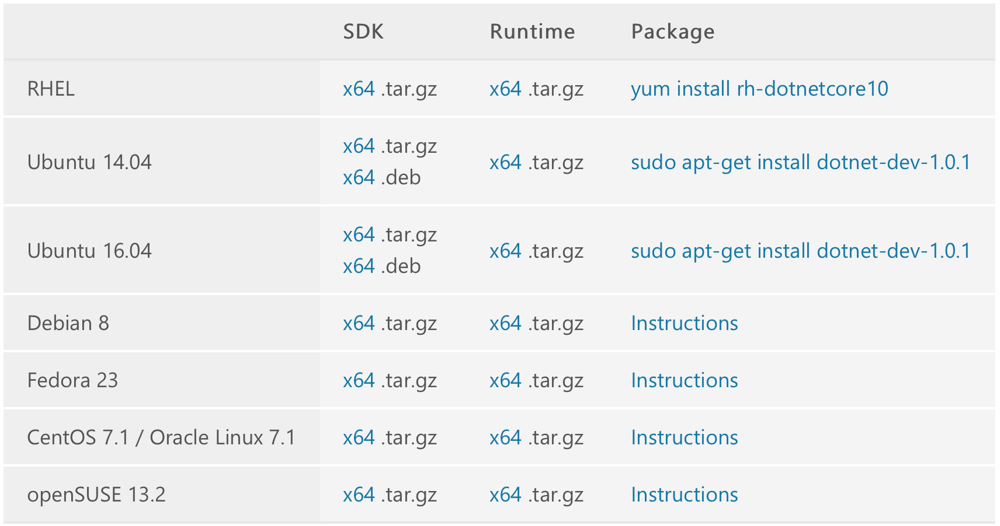 SDK Runtime Package
RHEL x64 .tar.gz x64 .tar.gz yum install rh-dotnetcore10
Ubuntu 14.04 x64 .tar.gz x64 .deb x64 .tar.gz sudo apt-get install dotnet-dev-1.0.1
Ubuntu 16.04 x64 .tar.gz x64 .deb x64 .tar.gz sudo apt-get install dotnet-dev-1.0.1
Debian 8 x64 .tar.gz x64 .tar.gz Instructions
Fedora 23 x64 .tar.gz x64 .tar.gz Instructions
CentOS 7.1 / Oracle Linux 7.1 x64 .tar.gz x64 .tar.gz Instructions
openSUSE 13.2 x64 .tar.gz x64 .tar.gz Instructions